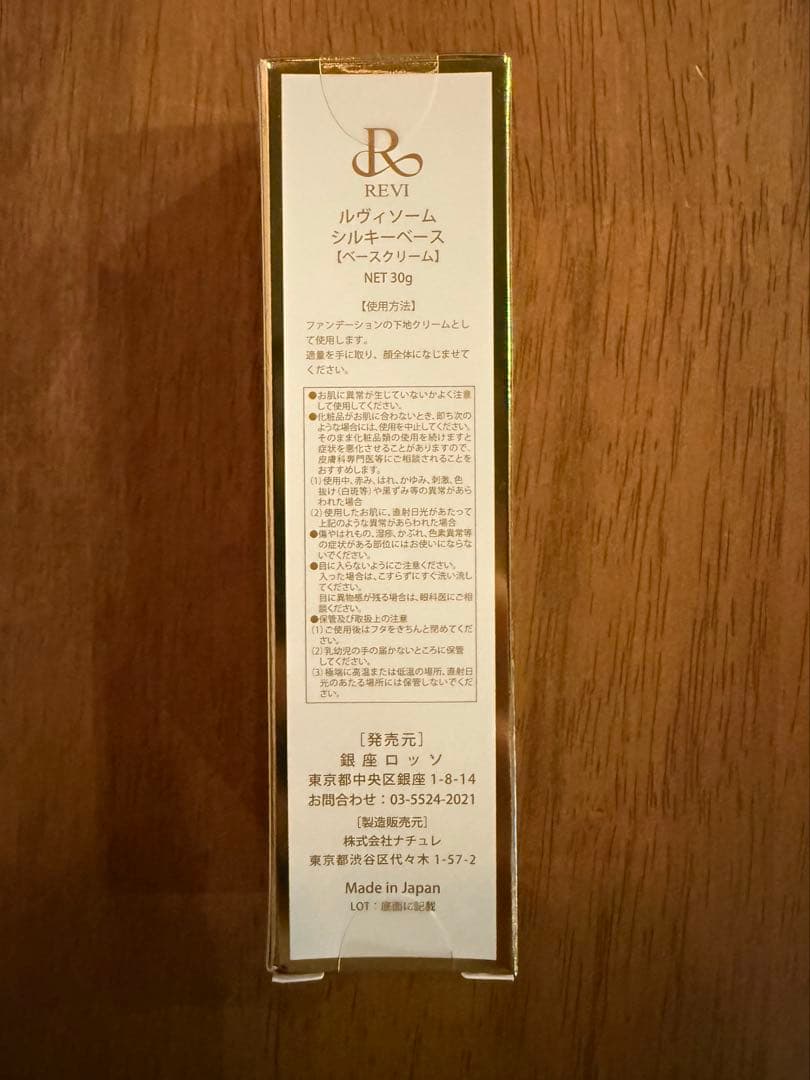 R
REVI
ルヴィソーム
シルキーベース
【ベースクリーム】
NET 30g
【使用方法】
ファンデーションの下地クリームとし
て使用します。
適量を手に取り、顔全体になじませて
ください。
●お肌に異常が生じていないかよく注意
して使用してください。
●化粧品がお肌に合わないとき、即ち次の
ような場合には、使用を中止してください。
そのまま化粧品類の使用を続けますと
症状を悪化させることがありますので、
皮膚科専門医等にご相談されることを
おすすめします。
(1)使用中、赤み、はれ、かゆみ、刺激、色
抜け(白斑等)や黒ずみ等の異常があら
われた場合
(2)使用したお肌に、直射日光があたって
上記のような異常があらわれた場合
●傷やはれもの、湿疹、かぶれ、色素異常等
の症状がある部位にはお使いにならな
いでください。
●目に入らないようにご注意ください。
入った場合は、こすらずにすぐ洗い流し
てください。
目に異物感が残る場合は、眼科医にご相
談ください。
●保管及び取扱上の注意
(1)ご使用後はフタをきちんと閉めてくだ
さい。
(2)乳幼児の手の届かないところに保管
してください。
(3)極端に高温または低温の場所、直射日
光のあたる場所には保管しないでくだ
さい。
[発売元]
銀座ロッソ
東京都中央区銀座 1-8-14
お問合わせ：03-5524-2021
[製造販売元]
株式会社ナチュレ
東京都渋谷区代々木 1-57-2
Made in Japan
LOT：底面に記載